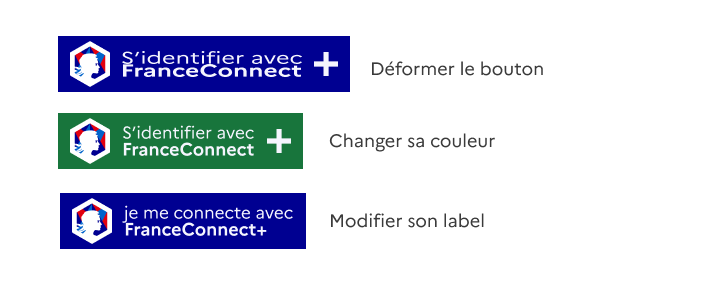 S'identifier avec
FranceConnect +
Déformer le bouton
S'identifier avec
FranceConnect +
Changer sa couleur
je me connecte avec
FranceConnect+
Modifier son label